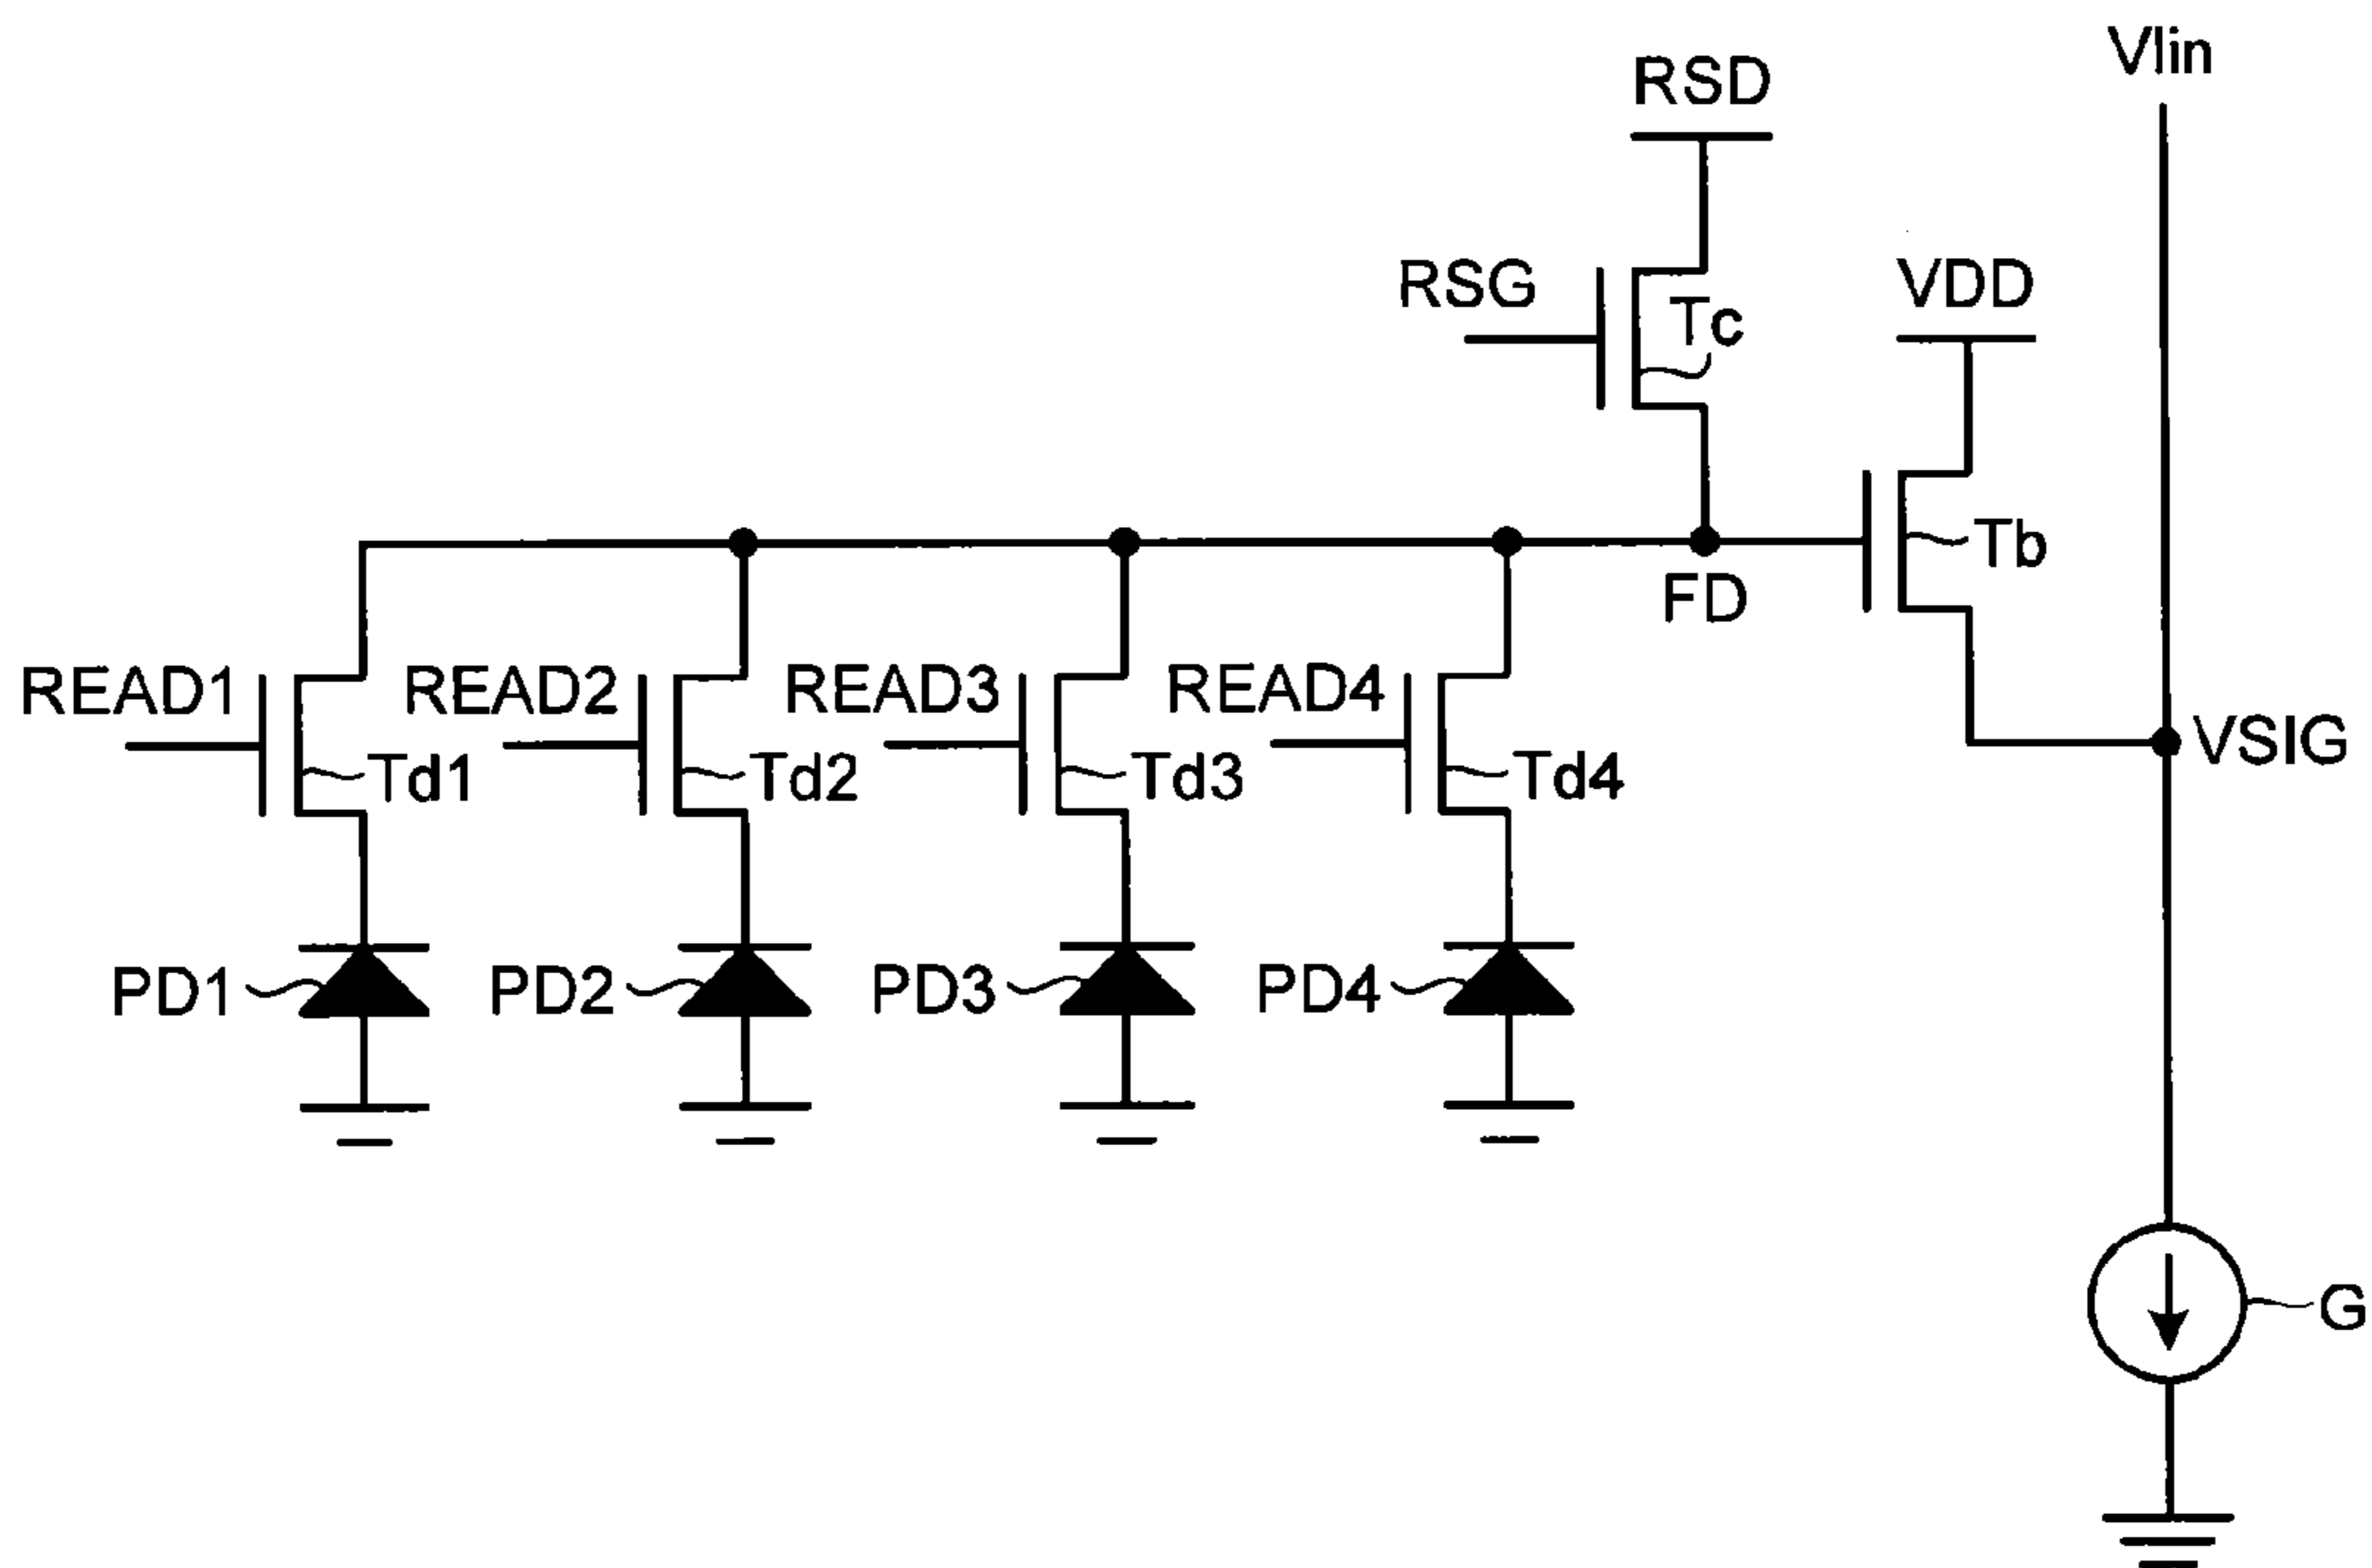 Vlin
RSD
RSG
Tc
VDD
Tb
FD
READ1
READ2
READ3
READ4
VSIG
Td1
Td2
Td3
Td4
PD1
PD2
PD3
PD4
G